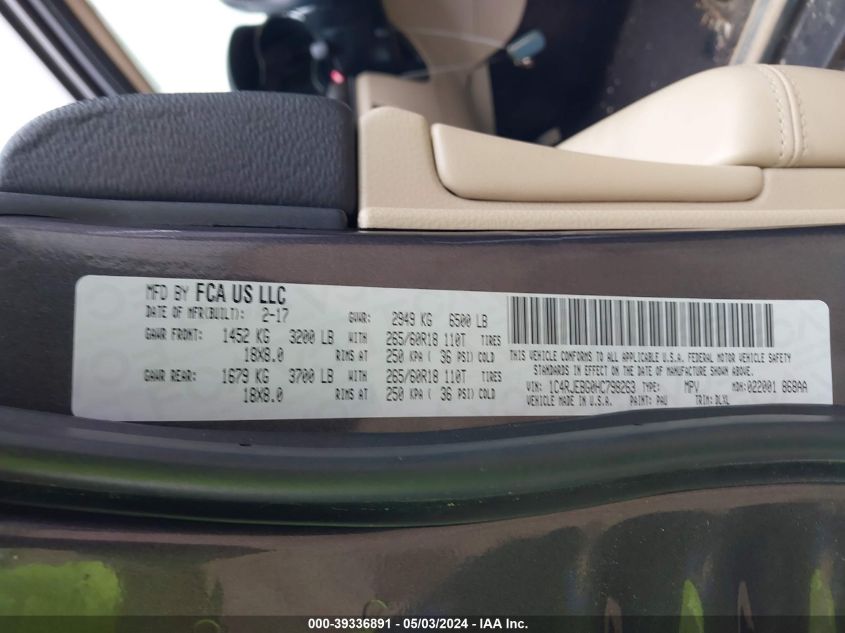 MFD BY FCA US LLC
DATE OF MFR(BUILT): 2-17 GVWR: 2949 KG 6500 LB
GAWR FRONT: 1452 KG 3200 LB WITH 265/60R18 110T TIRES
18X8.0 RIMS AT 250 KPA ( 36 PSI) COLD
GAWR REAR: 1679 KG 3700 LB WITH 265/60R18 110T TIRES
18X8.0 RIMS AT 250 KPA ( 36 PSI) COLD
THIS VEHICLE CONFORMS TO ALL APPLICABLE U.S.A. FEDERAL MOTOR VEHICLE SAFETY
STANDARDS IN EFFECT ON THE DATE OF MANUFACTURE SHOWN ABOVE.
VIN: 1C4RJEBG0HC798263 TYPE: MPV MDH: 022001 868AA
VEHICLE MADE IN U.S.A. PAINT: PAU TRIM: DLYL
000-39336891 - 05/03/2024 - IAA Inc.